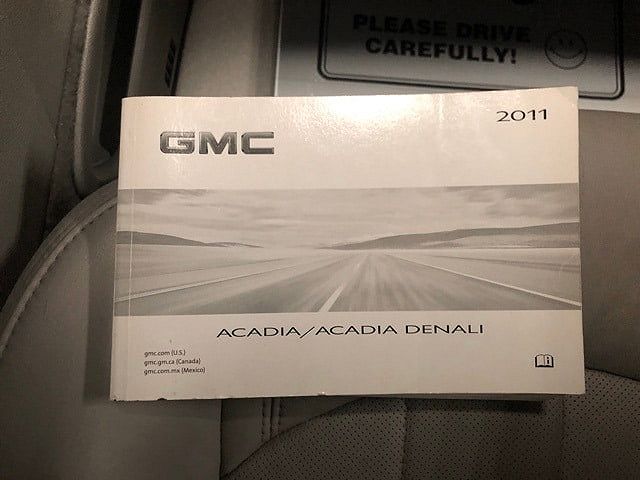 PLEASE DRIVE
CAREFULLY!
2011
GMC
ACADIA/ACADIA DENALI
gmc.com (U.S.)
gmc.gm.ca (Canada)
gmc.com.mx (Mexico)